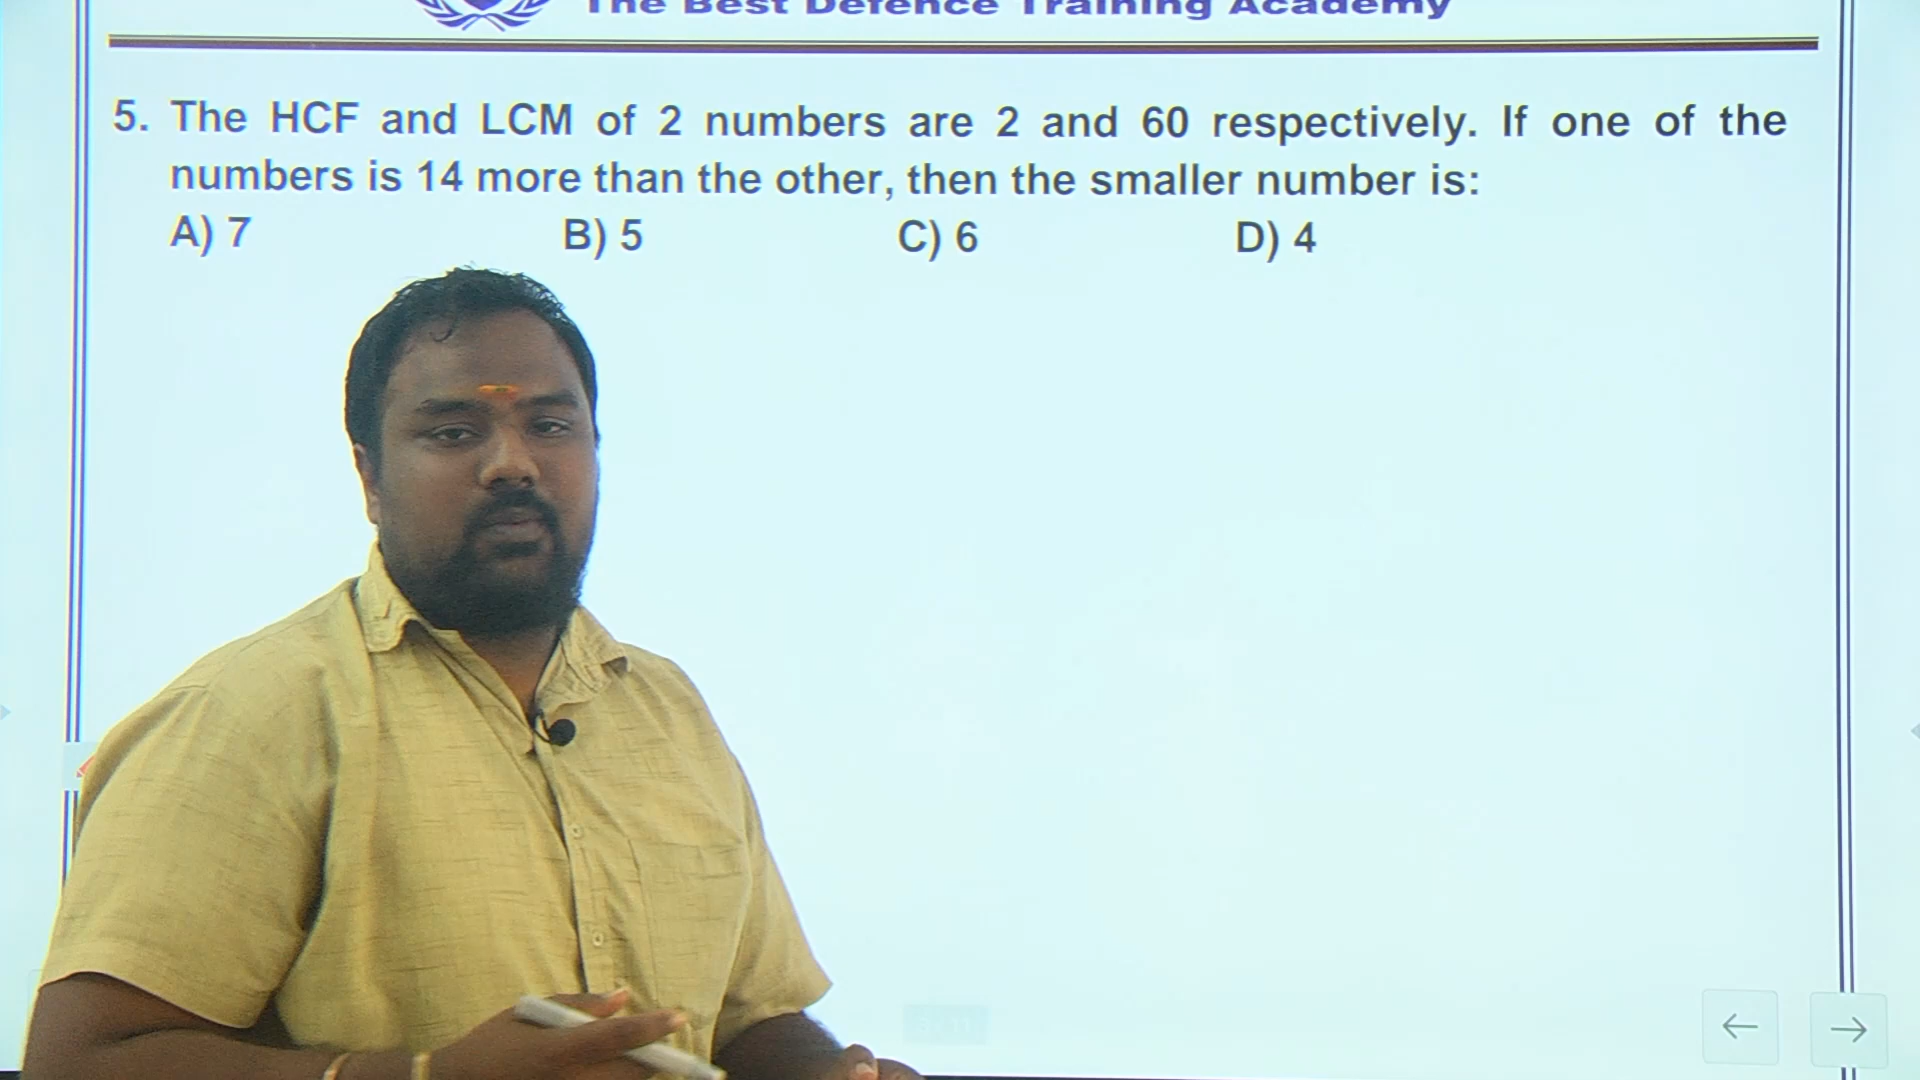 The Best Defence Training Academy
5. The HCF and LCM of 2 numbers are 2 and 60 respectively. If one of the
numbers is 14 more than the other, then the smaller number is:
A) 7 B) 5 C) 6 D) 4